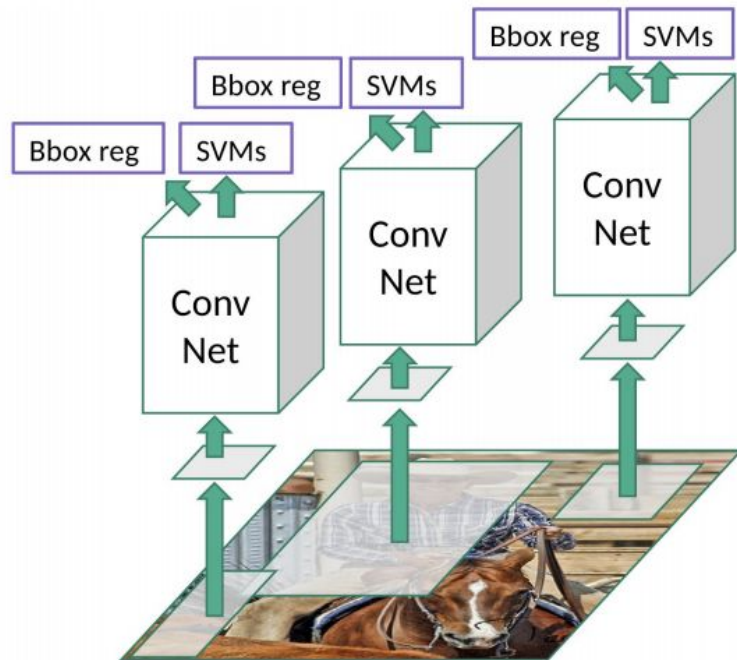 Bbox reg SVMs
Bbox reg SVMs
Bbox reg SVMs
Conv
Net
Conv
Net
Conv
Net